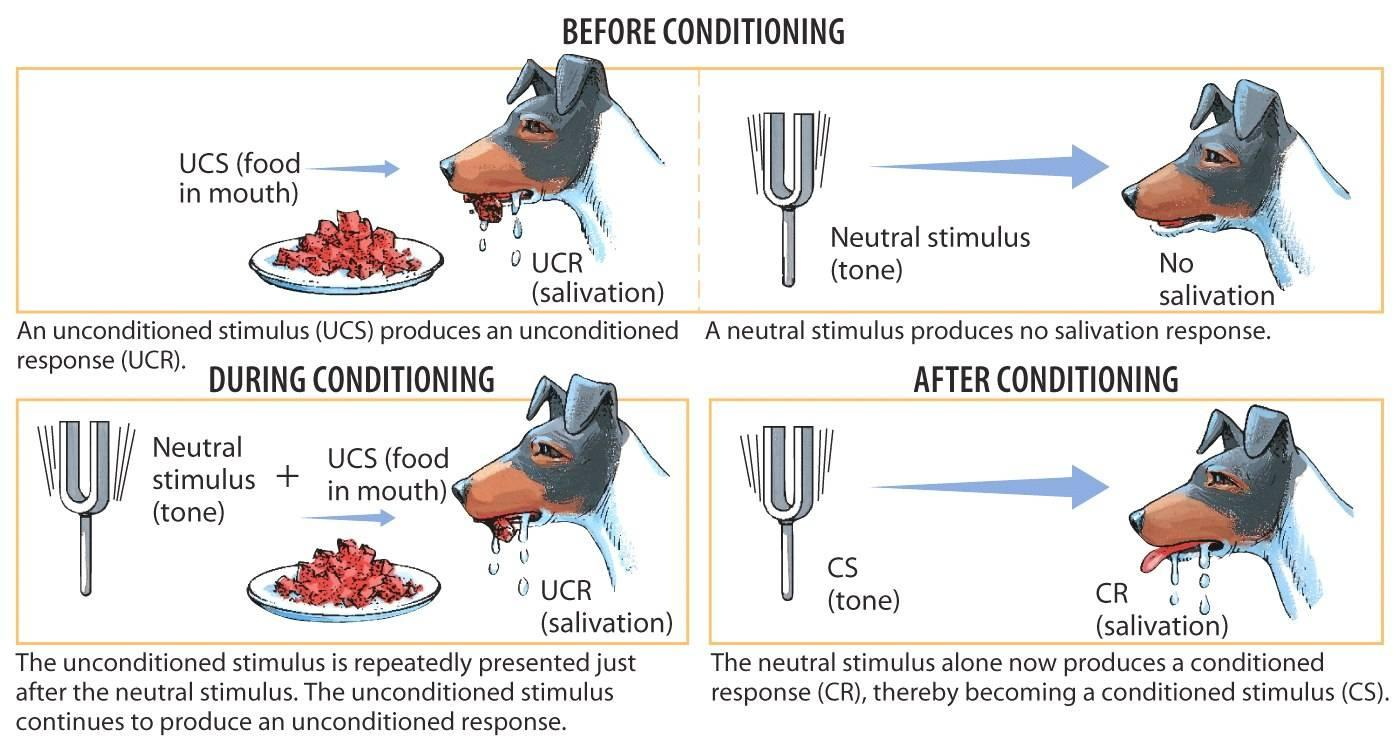 BEFORE CONDITIONING
UCS (food
in mouth)
UCR
(salivation)
Neutral stimulus
(tone)
No
salivation
An unconditioned stimulus (UCS) produces an unconditioned
response (UCR).
A neutral stimulus produces no salivation response.
DURING CONDITIONING
Neutral
stimulus
(tone)
+
UCS (food
in mouth)
UCR
(salivation)
The unconditioned stimulus is repeatedly presented just
after the neutral stimulus. The unconditioned stimulus
continues to produce an unconditioned response.
AFTER CONDITIONING
CS
(tone)
CR
(salivation)
The neutral stimulus alone now produces a conditioned
response (CR), thereby becoming a conditioned stimulus (CS).